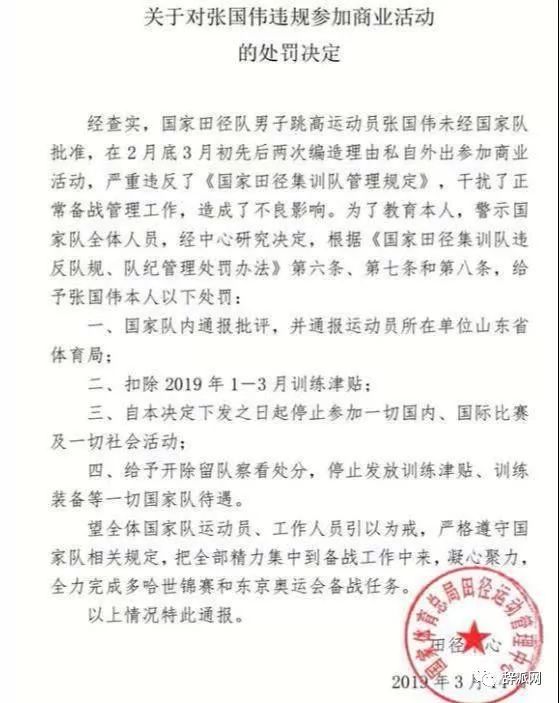 关于对张国伟违规参加商业活动
的处罚决定
经查实，国家田径队男子跳高运动员张国伟未经国家队
批准，在2月底3月初先后两次编造理由私自外出参加商业
活动，严重违反了《国家田径集训队管理规定》，干扰了正
常备战管理工作，造成了不良影响。为了教育本人，警示国
家队全体人员，经中心研究决定，根据《国家田径集训队违
反队规、队纪管理处罚办法》第六条、第七条和第八条，给
予张国伟本人以下处罚：
一、国家队内通报批评，并通报运动员所在单位山东省
体育局；
二、扣除2019年1－3月训练津贴；
三、自本决定下发之日起停止参加一切国内、国际比赛
及一切社会活动；
四、给予开除留队察看处分，停止发放训练津贴、训练
装备等一切国家队待遇。
望全体国家队运动员、工作人员引以为戒，严格遵守国
家队相关规定，把全部精力集中到备战工作中来，凝心聚力，
全力完成多哈世锦赛和东京奥运会备战任务。
以上情况特此通报。
国家体育总局田径运动管理中心
田径 心
2019年3月
辞派网